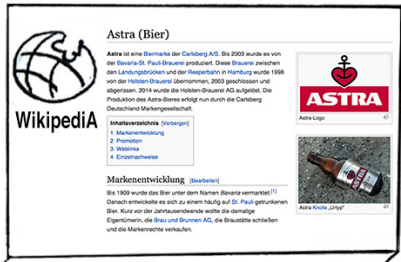 Astra (Bier)
Astra ist eine Biermarke der Carlsberg A/S. Bis 2003 wurde es von
der Bavaria-St. Pauli-Brauerei produziert. Diese Brauerei zwischen
den Landungsbrücken und der Reeperbahn in Hamburg wurde 1998
von der Holsten-Brauerei übernommen, 2003 geschlossen und
abgerissen. 2014 wurde die Holsten-Brauerei AG aufgelöst. Die
Produktion des Astra-Bieres erfolgt nun durch die Carlsberg
Deutschland Markengesellschaft.
WikipediA
ASTRA
Astra-Logo
Inhaltsverzeichnis [Verbergen]
1 Markenentwicklung
2 Promotion
3 Weblinks
4 Einzelnachweise
Markenentwicklung [Bearbeiten]
Bis 1909 wurde das Bier unter dem Namen Bavaria vermarktet.[1]
Danach entwickelte es sich zu einem häufig auf St. Pauli getrunkenen
Bier. Kurz vor der Jahrtausendwende wollte die damalige
Eigentümerin, die Brau und Brunnen AG, die Braustätte schließen
und die Markenrechte verkaufen.
ASTRA
Astra Knolle „Urtyp“